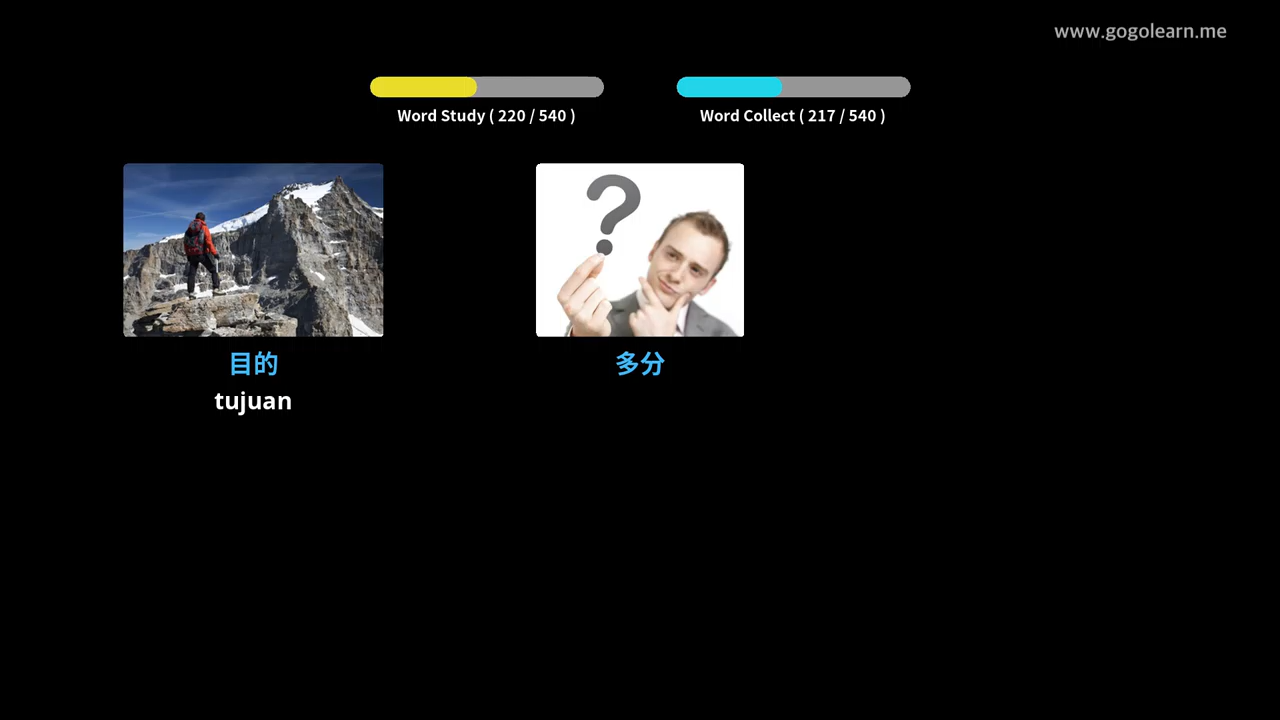 www.gogolearn.me
Word Study ( 220 / 540 )
Word Collect ( 217 / 540 )
目的
多分
tujuan